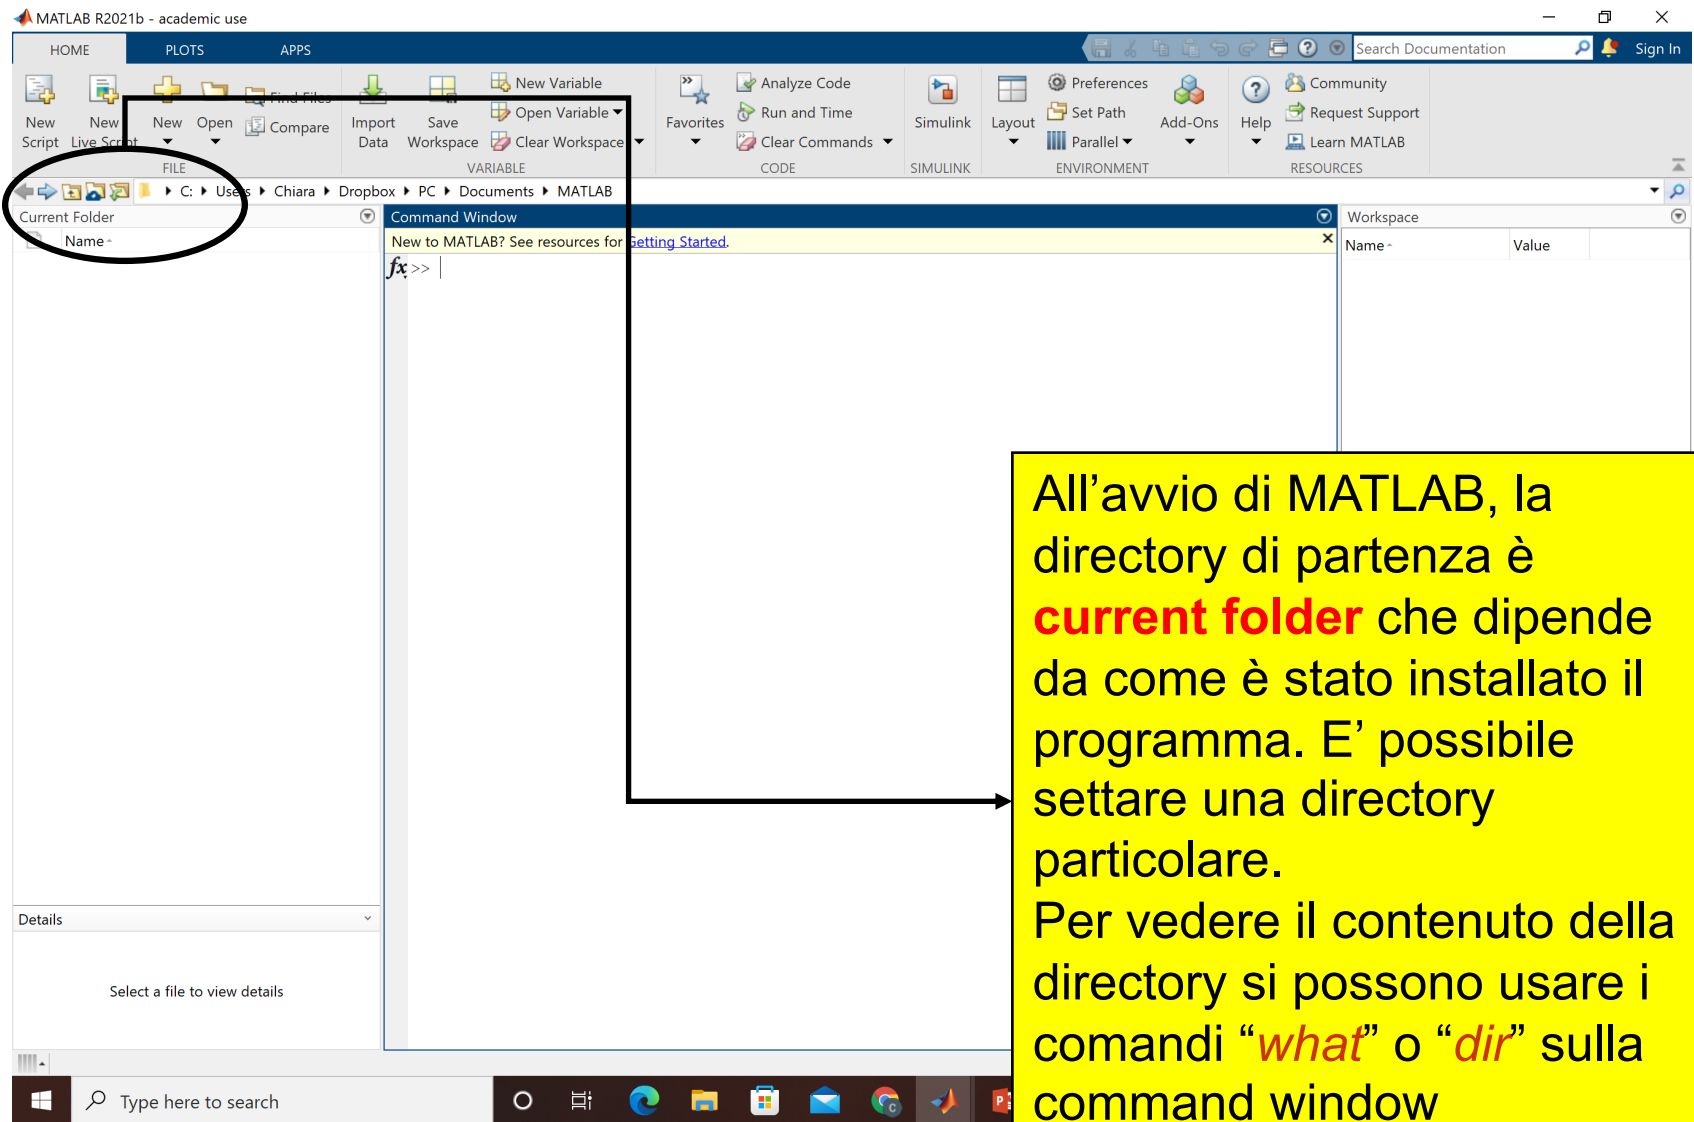 MATLAB R2021b - academic use
HOME PLOTS APPS Search Documentation Sign In
New Variable Analyze Code Preferences Community
Find Files
New New New Open Compare Import Save Open Variable Favorites Run and Time Simulink Layout Set Path Add-Ons Help Request Support
Script Live Script Data Workspace Clear Workspace Clear Commands Parallel Learn MATLAB
FILE VARIABLE CODE SIMULINK ENVIRONMENT RESOURCES
C: Users Chiara Dropbox PC Documents MATLAB
Current Folder
Name
Command Window
New to MATLAB? See resources for Getting Started.
fx >>
Workspace
Name Value
All’avvio di MATLAB, la
directory di partenza è
current folder che dipende
da come è stato installato il
programma. E’ possibile
settare una directory
particolare.
Per vedere il contenuto della
directory si possono usare i
comandi “what” o “dir” sulla
command window
Details
Select a file to view details
Type here to search